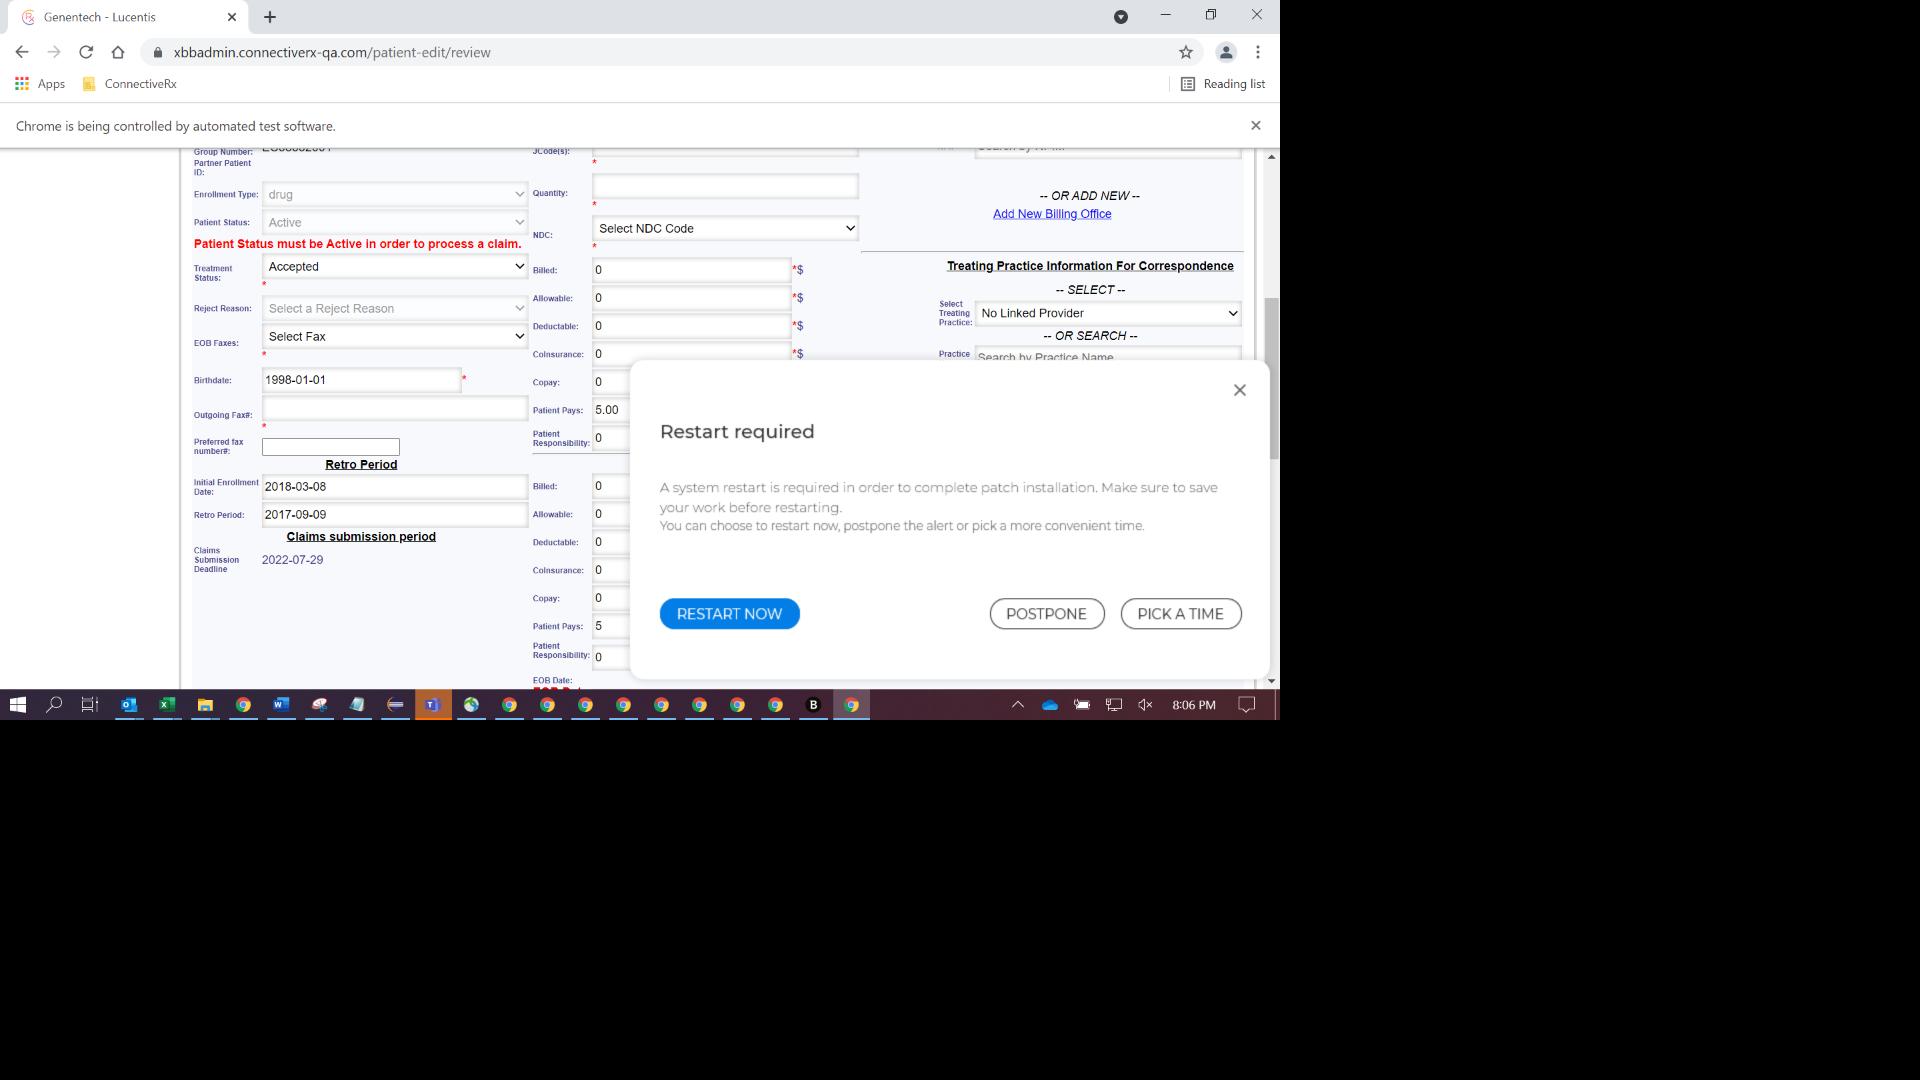 Genentech - Lucentis
xbbadmin.connectiverx-qa.com/patient-edit/review
Apps
ConnectiveRx
Reading list
Chrome is being controlled by automated test software.
Group Number:
Partner Patient
ID:
Enrollment Type:
drug
Patient Status:
Active
Patient Status must be Active in order to process a claim.
Treatment
Status:
Accepted
*
Reject Reason:
Select a Reject Reason
EOB Faxes:
Select Fax
*
Birthdate:
1998-01-01
*
Outgoing Fax#:
*
Preferred fax
number#:
Retro Period
Initial Enrollment
Date:
2018-03-08
Retro Period:
2017-09-09
Claims submission period
Claims
Submission
Deadline
2022-07-29
JCode(s):
*
Quantity:
*
NDC:
Select NDC Code
*
Billed:
0
*$
Allowable:
0
*$
Deductable:
0
*$
CoInsurance:
0
*$
Copay:
0
Patient Pays:
5.00
Patient
Responsibility:
0
Billed:
0
Allowable:
0
Deductable:
0
CoInsurance:
0
Copay:
0
Patient Pays:
5
Patient
Responsibility:
0
EOB Date:
-- OR ADD NEW --
Add New Billing Office
Treating Practice Information For Correspondence
-- SELECT --
Select
Treating
Practice:
No Linked Provider
-- OR SEARCH --
Practice
Search by Practice Name
Restart required
A system restart is required in order to complete patch installation. Make sure to save
your work before restarting.
You can choose to restart now, postpone the alert or pick a more convenient time.
RESTART NOW
POSTPONE
PICK A TIME
8:06 PM